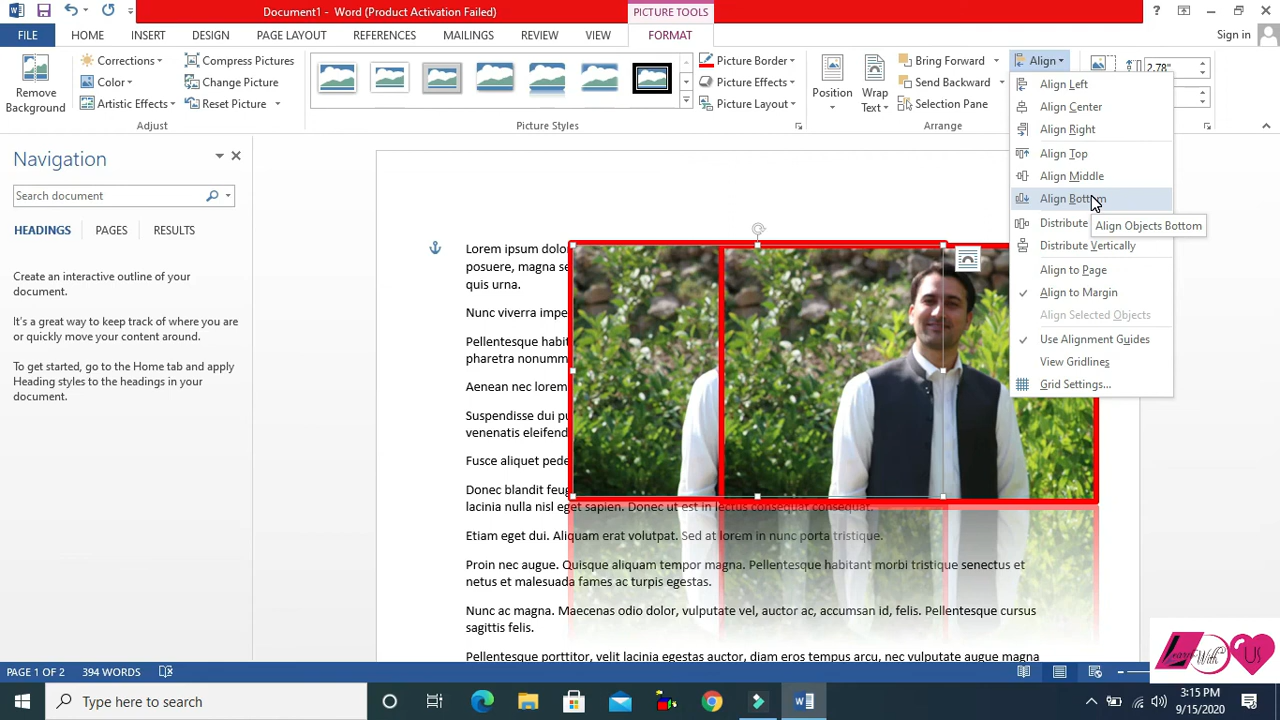 Document1 - Word (Product Activation Failed)
PICTURE TOOLS
?
FILE
HOME
INSERT
DESIGN
PAGE LAYOUT
REFERENCES
MAILINGS
REVIEW
VIEW
FORMAT
Sign in
Remove
Background
Corrections
Color
Artistic Effects
Compress Pictures
Change Picture
Reset Picture
Adjust
Picture Styles
Picture Border
Picture Effects
Picture Layout
Position
Wrap
Text
Bring Forward
Send Backward
Selection Pane
Arrange
Align
2.78"
Align Left
Align Center
Align Right
Align Top
Align Middle
Align Bottom
Distribute
Align Objects Bottom
Distribute Vertically
Align to Page
Align to Margin
Align Selected Objects
Use Alignment Guides
View Gridlines
Grid Settings...
Navigation
Search document
HEADINGS
PAGES
RESULTS
Create an interactive outline of your
document.
It's a great way to keep track of where you are
or quickly move your content around.
To get started, go to the Home tab and apply
Heading styles to the headings in your
document.
Lorem ipsum dolo
posuere, magna se
quis urna.
Nunc viverra impe
Pellentesque habit
pharetra nonumm
Aenean nec lorem
Suspendisse dui pu
venenatis eleifend
Fusce aliquet pede
Donec blandit feug
lacinia nulla nisl eget sapien. Donec ut est in lectus consequat consequat.
Etiam eget dui. Aliquam erat volutpat. Sed at lorem in nunc porta tristique.
Proin nec augue. Quisque aliquam tempor magna. Pellentesque habitant morbi tristique senectus et
netus et malesuada fames ac turpis egestas.
Nunc ac magna. Maecenas odio dolor, vulputate vel, auctor ac, accumsan id, felis. Pellentesque cursus
sagittis felis.
Pellentesque porttitor, velit lacinia egestas auctor, diam eros tempus arcu, nec vulputate augue magna
Learn With US
PAGE 1 OF 2
394 WORDS
Type here to search
3:15 PM
9/15/2020